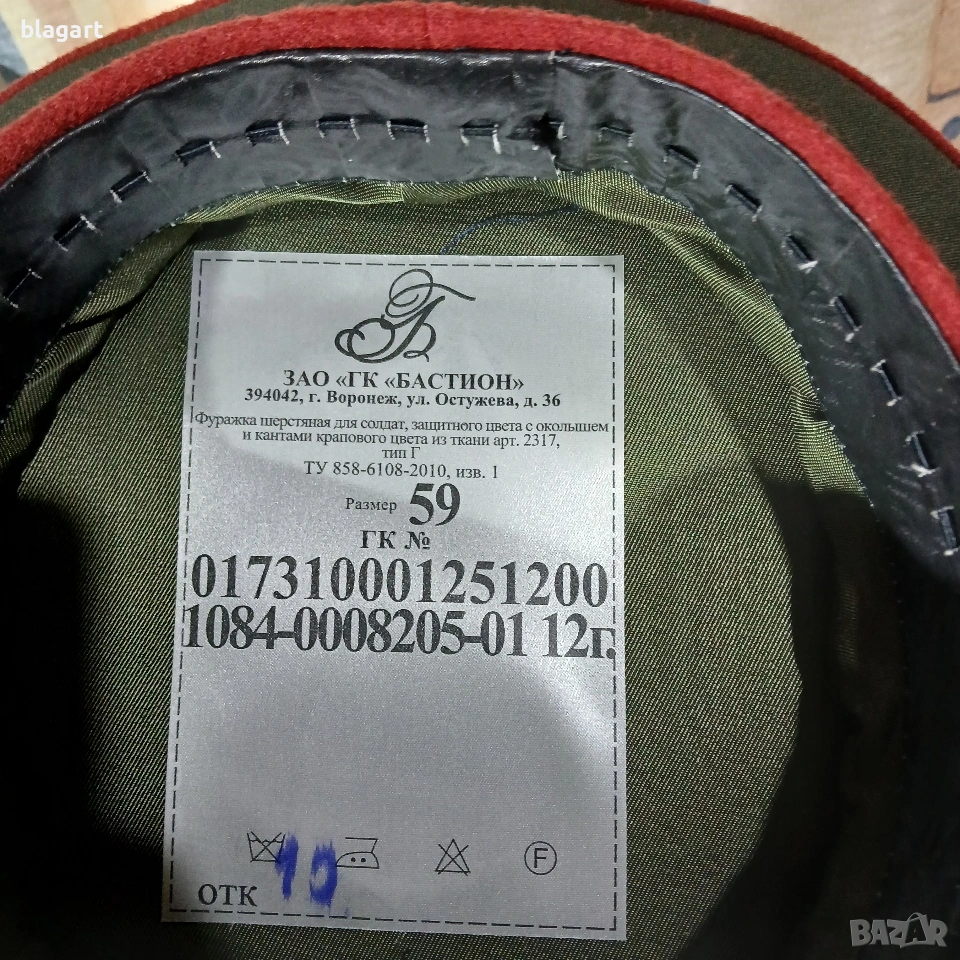 blagart
ЗАО «ГК «БАСТИОН»
394042, г. Воронеж, ул. Остужева, д. 36
Фуражка шерстяная для солдат, защитного цвета с околышем
и кантами крапового цвета из ткани арт. 2317,
тип Г
ТУ 858-6108-2010, изв. 1
Размер 59
ГК №
017310001251200
1084-0008205-01 12г.
F
ОТК 10
BAZAR